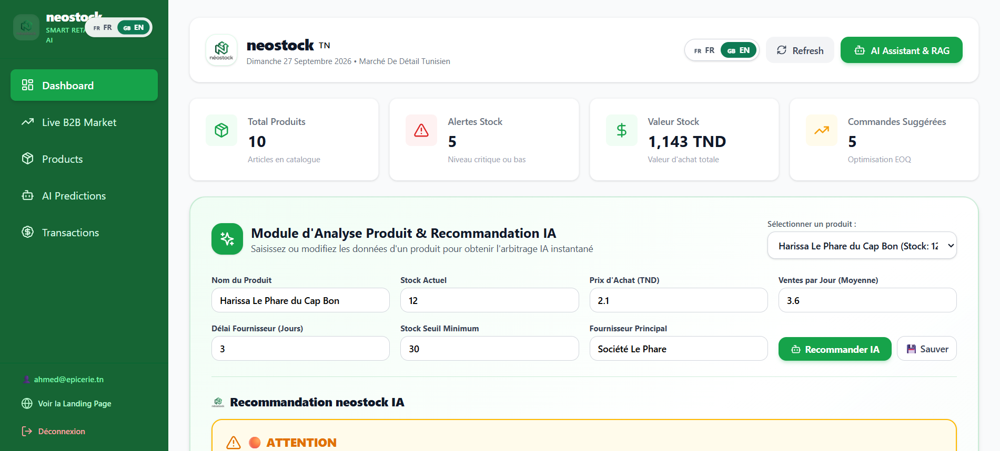 neostock
SMART RETA
AI
FR FR GB EN
Dashboard
Live B2B Market
Products
AI Predictions
Transactions
ahmed@epicerie.tn
Voir la Landing Page
Déconnexion
néostock
neostock TN
Dimanche 27 Septembre 2026 • Marché De Détail Tunisien
FR FR GB EN
Refresh
AI Assistant & RAG
Total Produits
10
Articles en catalogue
Alertes Stock
5
Niveau critique ou bas
Valeur Stock
1,143 TND
Valeur d'achat totale
Commandes Suggérées
5
Optimisation EOQ
Module d'Analyse Produit & Recommandation IA
Saisissez ou modifiez les données d'un produit pour obtenir l'arbitrage IA instantané
Sélectionner un produit :
Harissa Le Phare du Cap Bon (Stock: 12
Nom du Produit
Harissa Le Phare du Cap Bon
Stock Actuel
12
Prix d'Achat (TND)
2.1
Ventes par Jour (Moyenne)
3.6
Délai Fournisseur (Jours)
3
Stock Seuil Minimum
30
Fournisseur Principal
Société Le Phare
Recommander IA
Sauver
néostock
Recommandation neostock IA
ATTENTION